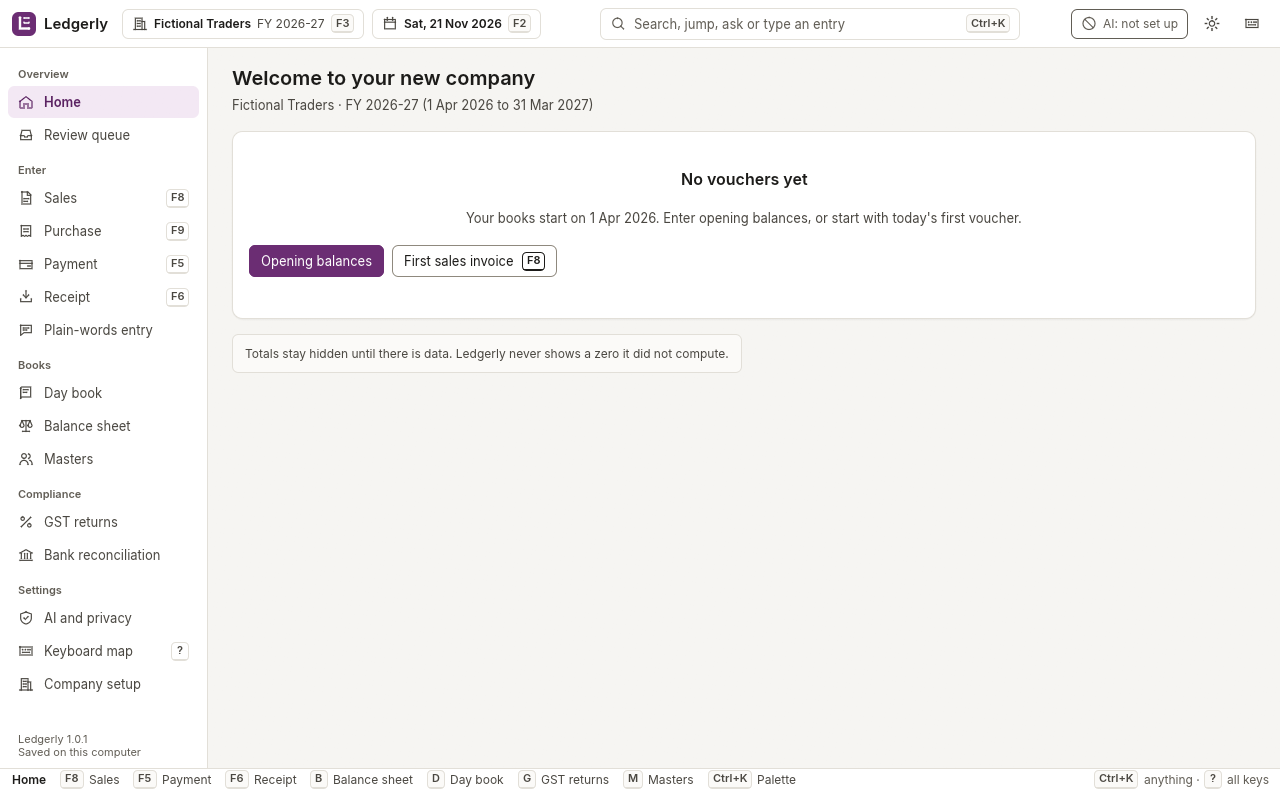 Ledgerly
Fictional Traders FY 2026-27 F3
Sat, 21 Nov 2026 F2
Search, jump, ask or type an entry Ctrl+K
AI: not set up
Overview
Home
Review queue
Enter
Sales F8
Purchase F9
Payment F5
Receipt F6
Plain-words entry
Books
Day book
Balance sheet
Masters
Compliance
GST returns
Bank reconciliation
Settings
AI and privacy
Keyboard map ?
Company setup
Ledgerly 1.0.1
Saved on this computer
Welcome to your new company
Fictional Traders · FY 2026-27 (1 Apr 2026 to 31 Mar 2027)
No vouchers yet
Your books start on 1 Apr 2026. Enter opening balances, or start with today's first voucher.
Opening balances
First sales invoice F8
Totals stay hidden until there is data. Ledgerly never shows a zero it did not compute.
Home F8 Sales F5 Payment F6 Receipt B Balance sheet D Day book G GST returns M Masters Ctrl+K Palette Ctrl+K anything · ? all keys